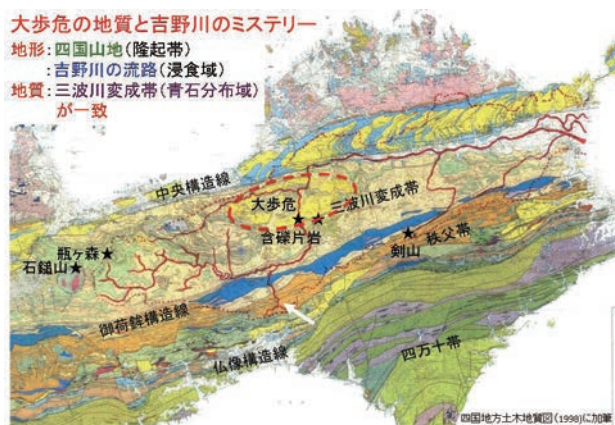 大歩危の地質と吉野川のミステリー
地形:四国山地(隆起帯)
:吉野川の流路(浸食域)
地質:三波川変成帯(青石分布域)
が一致
中央構造線
大歩危
三波川変成帯
含礫片岩
瓶ヶ森
石鎚山
剣山
秩父帯
御荷鉾構造線
仏像構造線
四万十帯
四国地方土木地質図(1998)に加筆